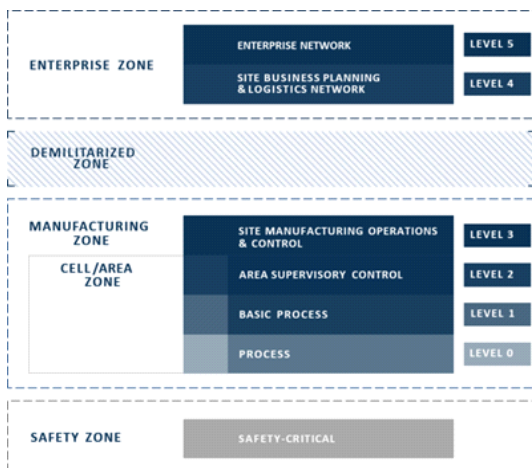 ENTERPRISE ZONE
ENTERPRISE NETWORK
LEVEL 5
SITE BUSINESS PLANNING
& LOGISTICS NETWORK
LEVEL 4
DEMILITARIZED
ZONE
MANUFACTURING
ZONE
SITE MANUFACTURING OPERATIONS
& CONTROL
LEVEL 3
CELL/AREA
ZONE
AREA SUPERVISORY CONTROL
LEVEL 2
BASIC PROCESS
LEVEL 1
PROCESS
LEVEL 0
SAFETY ZONE
SAFETY-CRITICAL